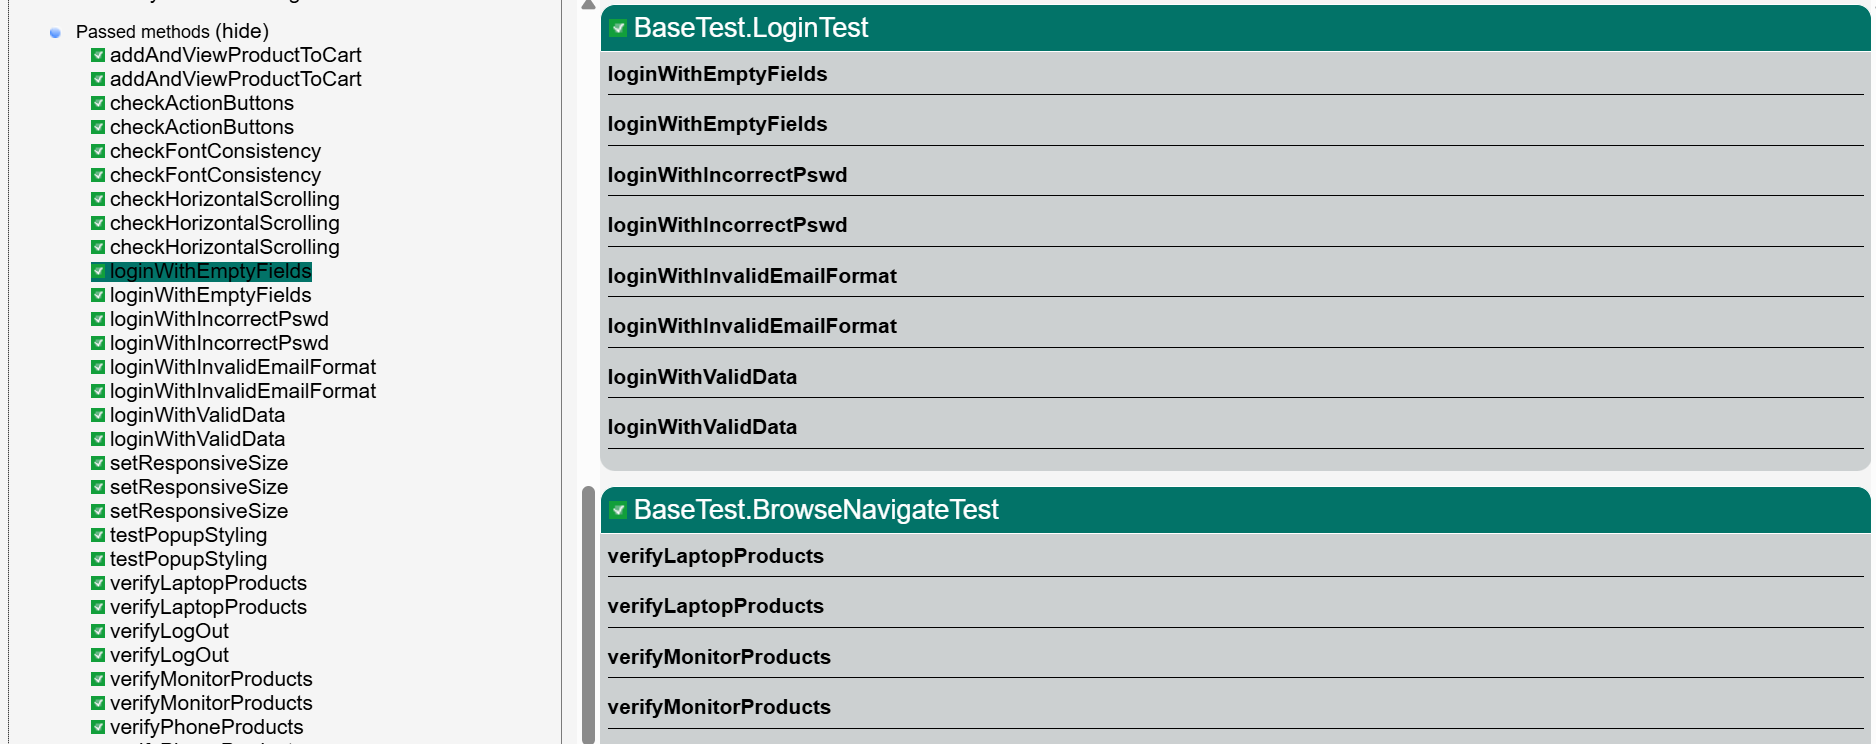 Passed methods (hide)
addAndViewProductToCart
addAndViewProductToCart
checkActionButtons
checkActionButtons
checkFontConsistency
checkFontConsistency
checkHorizontalScrolling
checkHorizontalScrolling
checkHorizontalScrolling
loginWithEmptyFields
loginWithEmptyFields
loginWithIncorrectPswd
loginWithIncorrectPswd
loginWithInvalidEmailFormat
loginWithInvalidEmailFormat
loginWithValidData
loginWithValidData
setResponsiveSize
setResponsiveSize
setResponsiveSize
testPopupStyling
testPopupStyling
verifyLaptopProducts
verifyLaptopProducts
verifyLogOut
verifyLogOut
verifyMonitorProducts
verifyMonitorProducts
verifyPhoneProducts
BaseTest.LoginTest
loginWithEmptyFields
loginWithEmptyFields
loginWithIncorrectPswd
loginWithIncorrectPswd
loginWithInvalidEmailFormat
loginWithInvalidEmailFormat
loginWithValidData
loginWithValidData
BaseTest.BrowseNavigateTest
verifyLaptopProducts
verifyLaptopProducts
verifyMonitorProducts
verifyMonitorProducts